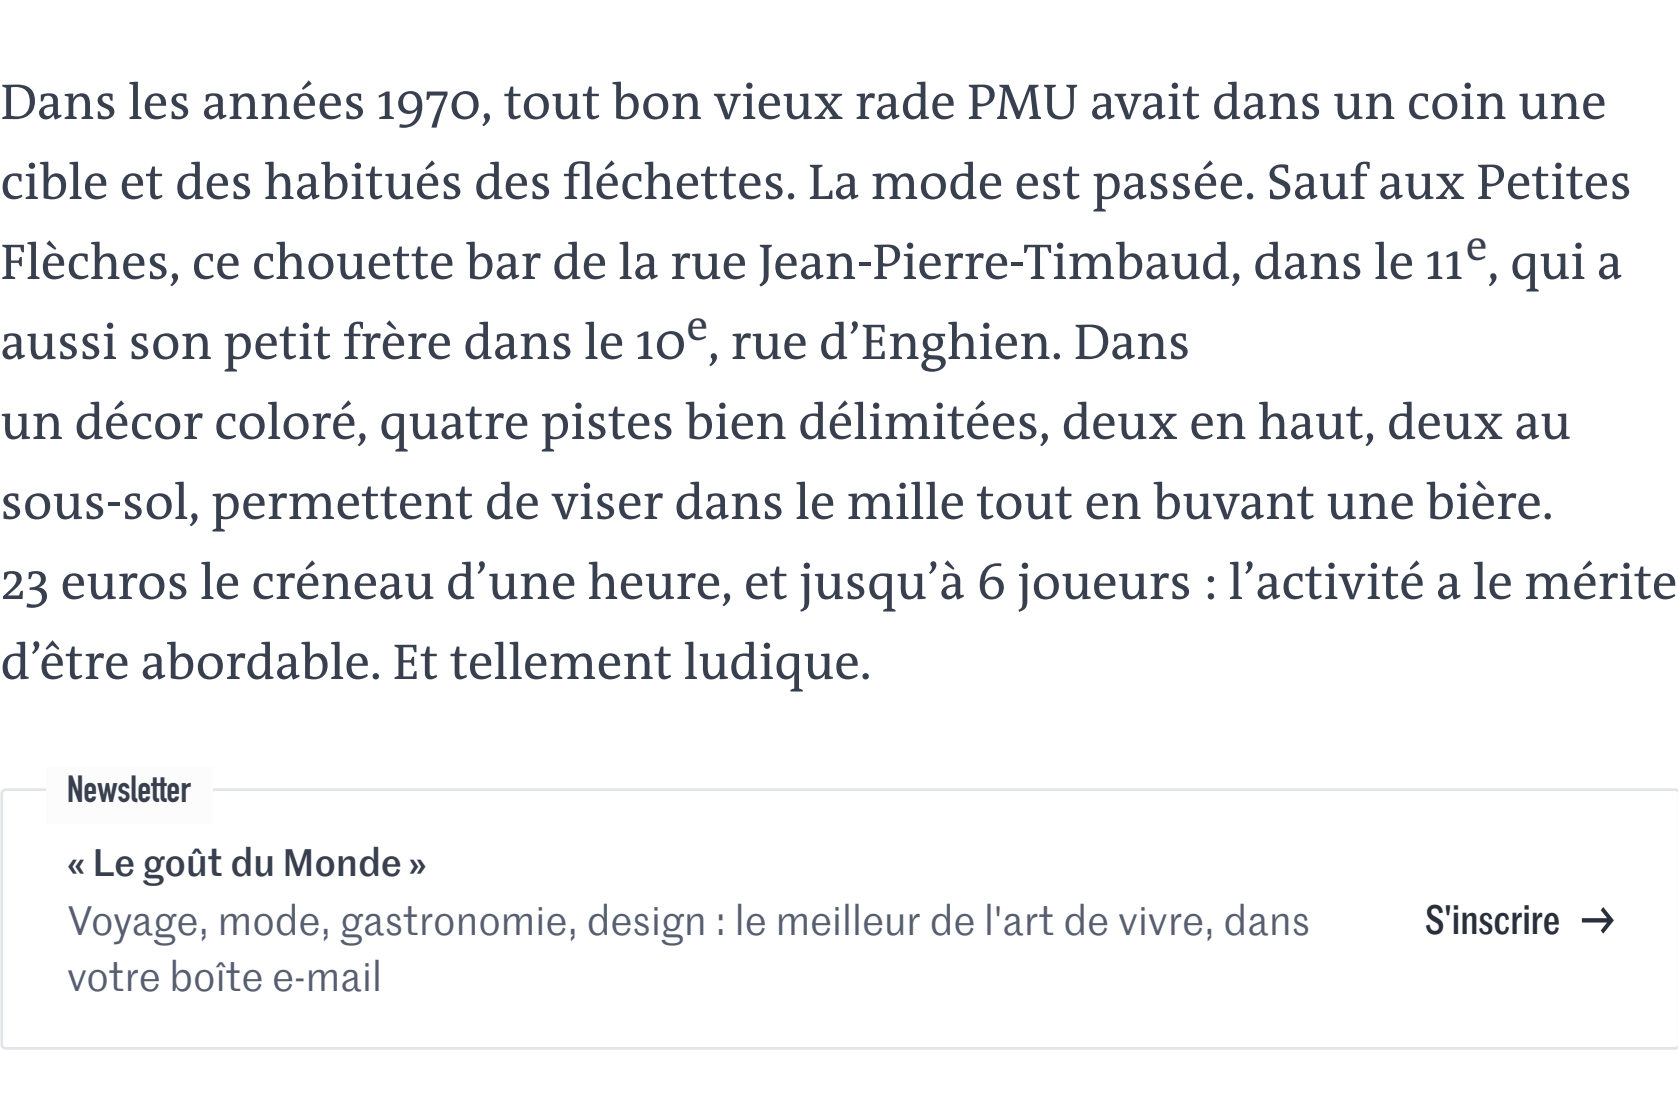 Dans les années 1970, tout bon vieux rade PMU avait dans un coin une
cible et des habitués des fléchettes. La mode est passée. Sauf aux Petites
Flèches, ce chouette bar de la rue Jean-Pierre-Timbaud, dans le 11e, qui a
aussi son petit frère dans le 10e, rue d’Enghien. Dans
un décor coloré, quatre pistes bien délimitées, deux en haut, deux au
sous-sol, permettent de viser dans le mille tout en buvant une bière.
23 euros le créneau d’une heure, et jusqu’à 6 joueurs : l’activité a le mérite
d’être abordable. Et tellement ludique.
Newsletter
« Le goût du Monde »
Voyage, mode, gastronomie, design : le meilleur de l'art de vivre, dans
votre boîte e-mail
S'inscrire →